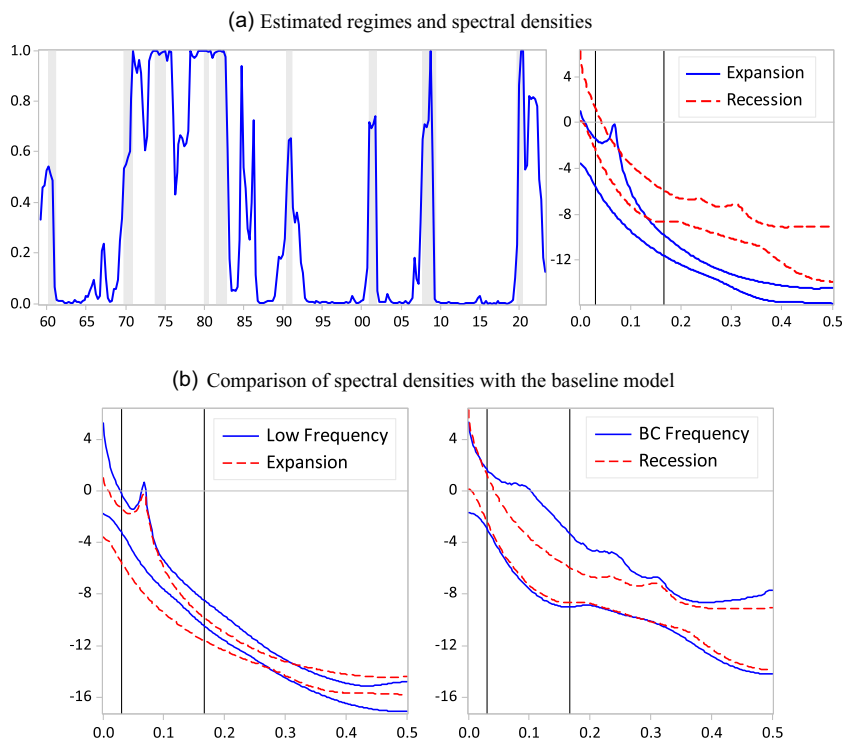 (a) Estimated regimes and spectral densities
1.0
0.8
0.6
0.4
0.2
0.0
60 65 70 75 80 85 90 95 00 05 10 15 20
4
0
-4
-8
-12
0.0 0.1 0.2 0.3 0.4 0.5
Expansion
Recession
(b) Comparison of spectral densities with the baseline model
4
0
-4
-8
-12
-16
0.0 0.1 0.2 0.3 0.4 0.5
Low Frequency
Expansion
4
0
-4
-8
-12
-16
0.0 0.1 0.2 0.3 0.4 0.5
BC Frequency
Recession